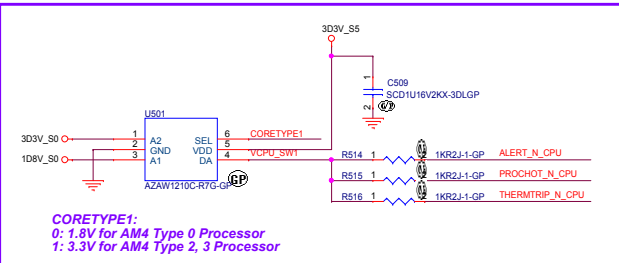 3D3V_S5
C509
SCD1U16V2KX-3DLGP
1
2
U501
3D3V_S0 1 A2 SEL 6 CORETYPE1
2 GND VDD 5
1D8V_S0 3 A1 DA 4 VCPU_SW1
AZAW1210C-R7G-GP
GP
R514 1 2 1KR2J-1-GP ALERT_N_CPU
R515 1 2 1KR2J-1-GP PROCHOT_N_CPU
R516 1 2 1KR2J-1-GP THERMTRIP_N_CPU
CORETYPE1:
0: 1.8V for AM4 Type 0 Processor
1: 3.3V for AM4 Type 2, 3 Processor